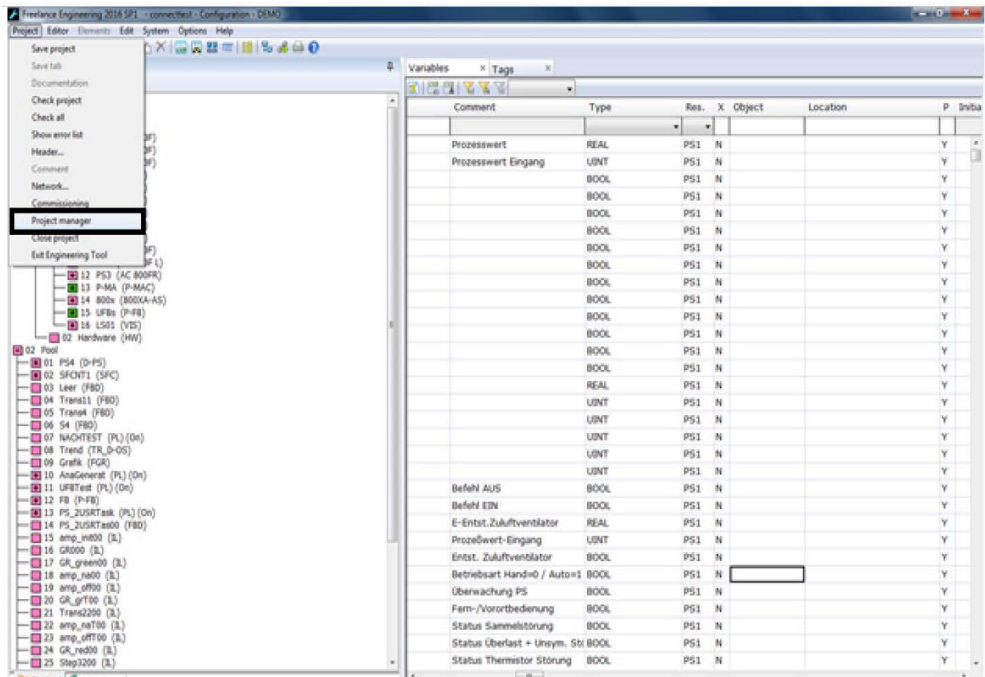 Freelance Engineering 2016 SP1 - connecttest - Configuration - DEMO
Project Editor Elements Edit System Options Help
Save project
Save tab
Documentation
Check project
Check all
Show error list
Header...
Comment
Network...
Commissioning
Project manager
Close project
Exit Engineering Tool
12 PS3 (AC 800FR)
13 P-MA (P-MAC)
14 800x (800XA-AS)
15 UFBs (P-FB)
16 LS01 (VIS)
02 Hardware (HW)
02 Pool
01 PS4 (D-PS)
02 SFCNT1 (SFC)
03 Leer (FBD)
04 Trans11 (FBD)
05 Trans4 (FBD)
06 S4 (FBD)
07 NACHTEST (PL)(On)
08 Trend (TR_D-OS)
09 Grafik (FGR)
10 AnaGenerat (PL)(On)
11 UFBTest (PL)(On)
12 FB (P-FB)
13 PS_2USRTask (PL)(On)
14 PS_2USRTas00 (FBD)
15 amp_init00 (IL)
16 GR000 (IL)
17 GR_green00 (IL)
18 amp_na00 (IL)
19 amp_off00 (IL)
20 GR_grT00 (IL)
21 Trans2200 (IL)
22 amp_naT00 (IL)
23 amp_offT00 (IL)
24 GR_red00 (IL)
25 Step3200 (IL)
Variables x Tags x
Comment Type Res. X Object Location P Initia
Prozesswert REAL PS1 N Y
Prozesswert Eingang UINT PS1 N Y
BOOL PS1 N Y
BOOL PS1 N Y
BOOL PS1 N Y
BOOL PS1 N Y
BOOL PS1 N Y
BOOL PS1 N Y
BOOL PS1 N Y
BOOL PS1 N Y
BOOL PS1 N Y
BOOL PS1 N Y
BOOL PS1 N Y
BOOL PS1 N Y
REAL PS1 N Y
UINT PS1 N Y
UINT PS1 N Y
UINT PS1 N Y
UINT PS1 N Y
UINT PS1 N Y
Befehl AUS BOOL PS1 N Y
Befehl EIN BOOL PS1 N Y
E-Entst.Zuluftventilator REAL PS1 N Y
Prozeßwert-Eingang UINT PS1 N Y
Entst. Zuluftventilator BOOL PS1 N Y
Betriebsart Hand=0 / Auto=1 BOOL PS1 N Y
Überwachung PS BOOL PS1 N Y
Fern-/Vorortbedienung BOOL PS1 N Y
Status Sammelstörung BOOL PS1 N Y
Status Überlast + Unsym. Stö BOOL PS1 N Y
Status Thermistor Störung BOOL PS1 N Y